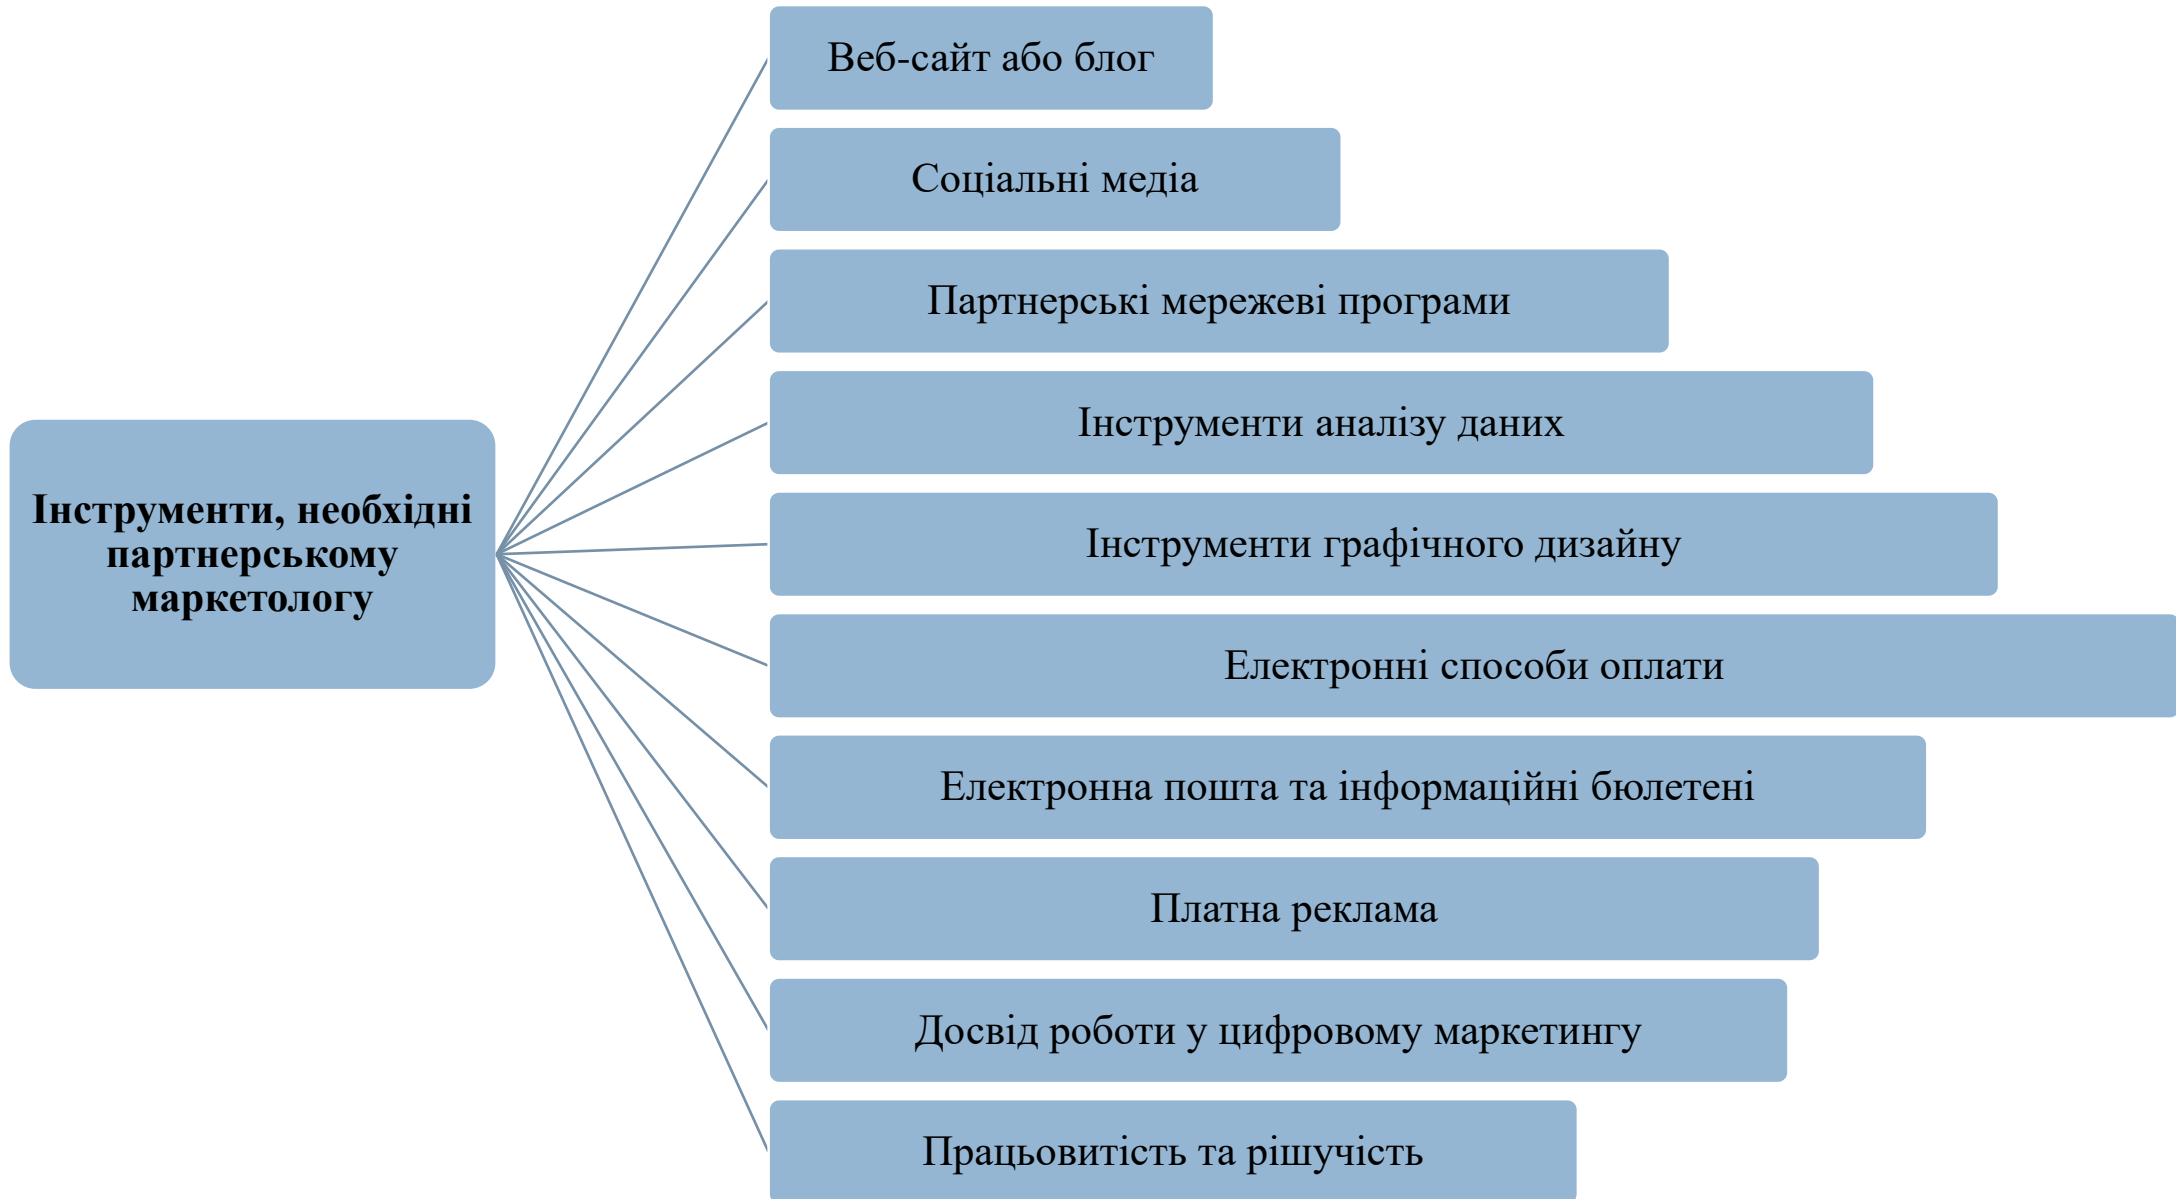 Веб-сайт або блог
Соціальні медіа
Партнерські мережеві програми
Інструменти аналізу даних
Інструменти, необхідні
партнерському
маркетологу
Інструменти графічного дизайну
Електронні способи оплати
Електронна пошта та інформаційні бюлетені
Платна реклама
Досвід роботи у цифровому маркетингу
Працьовитість та рішучість